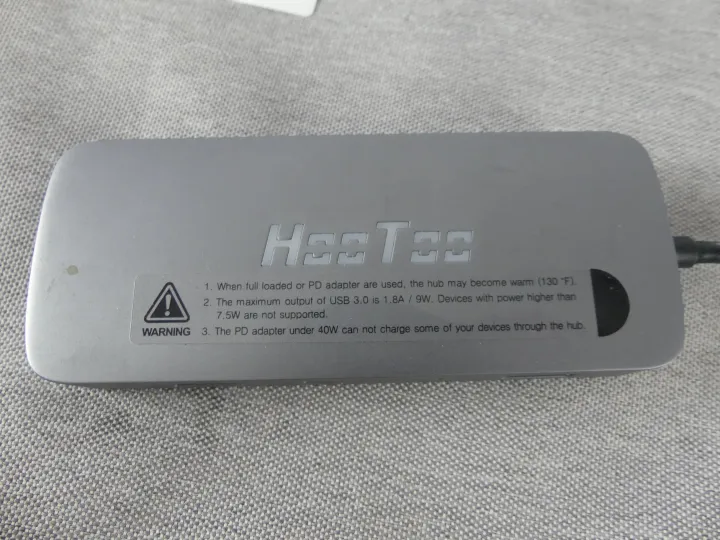 HooToo
1. When full loaded or PD adapter are used, the hub may become warm (130 °F).
2. The maximum output of USB 3.0 is 1.8A / 9W. Devices with power higher than
7.5W are not supported.
WARNING
3. The PD adapter under 40W can not charge some of your devices through the hub.